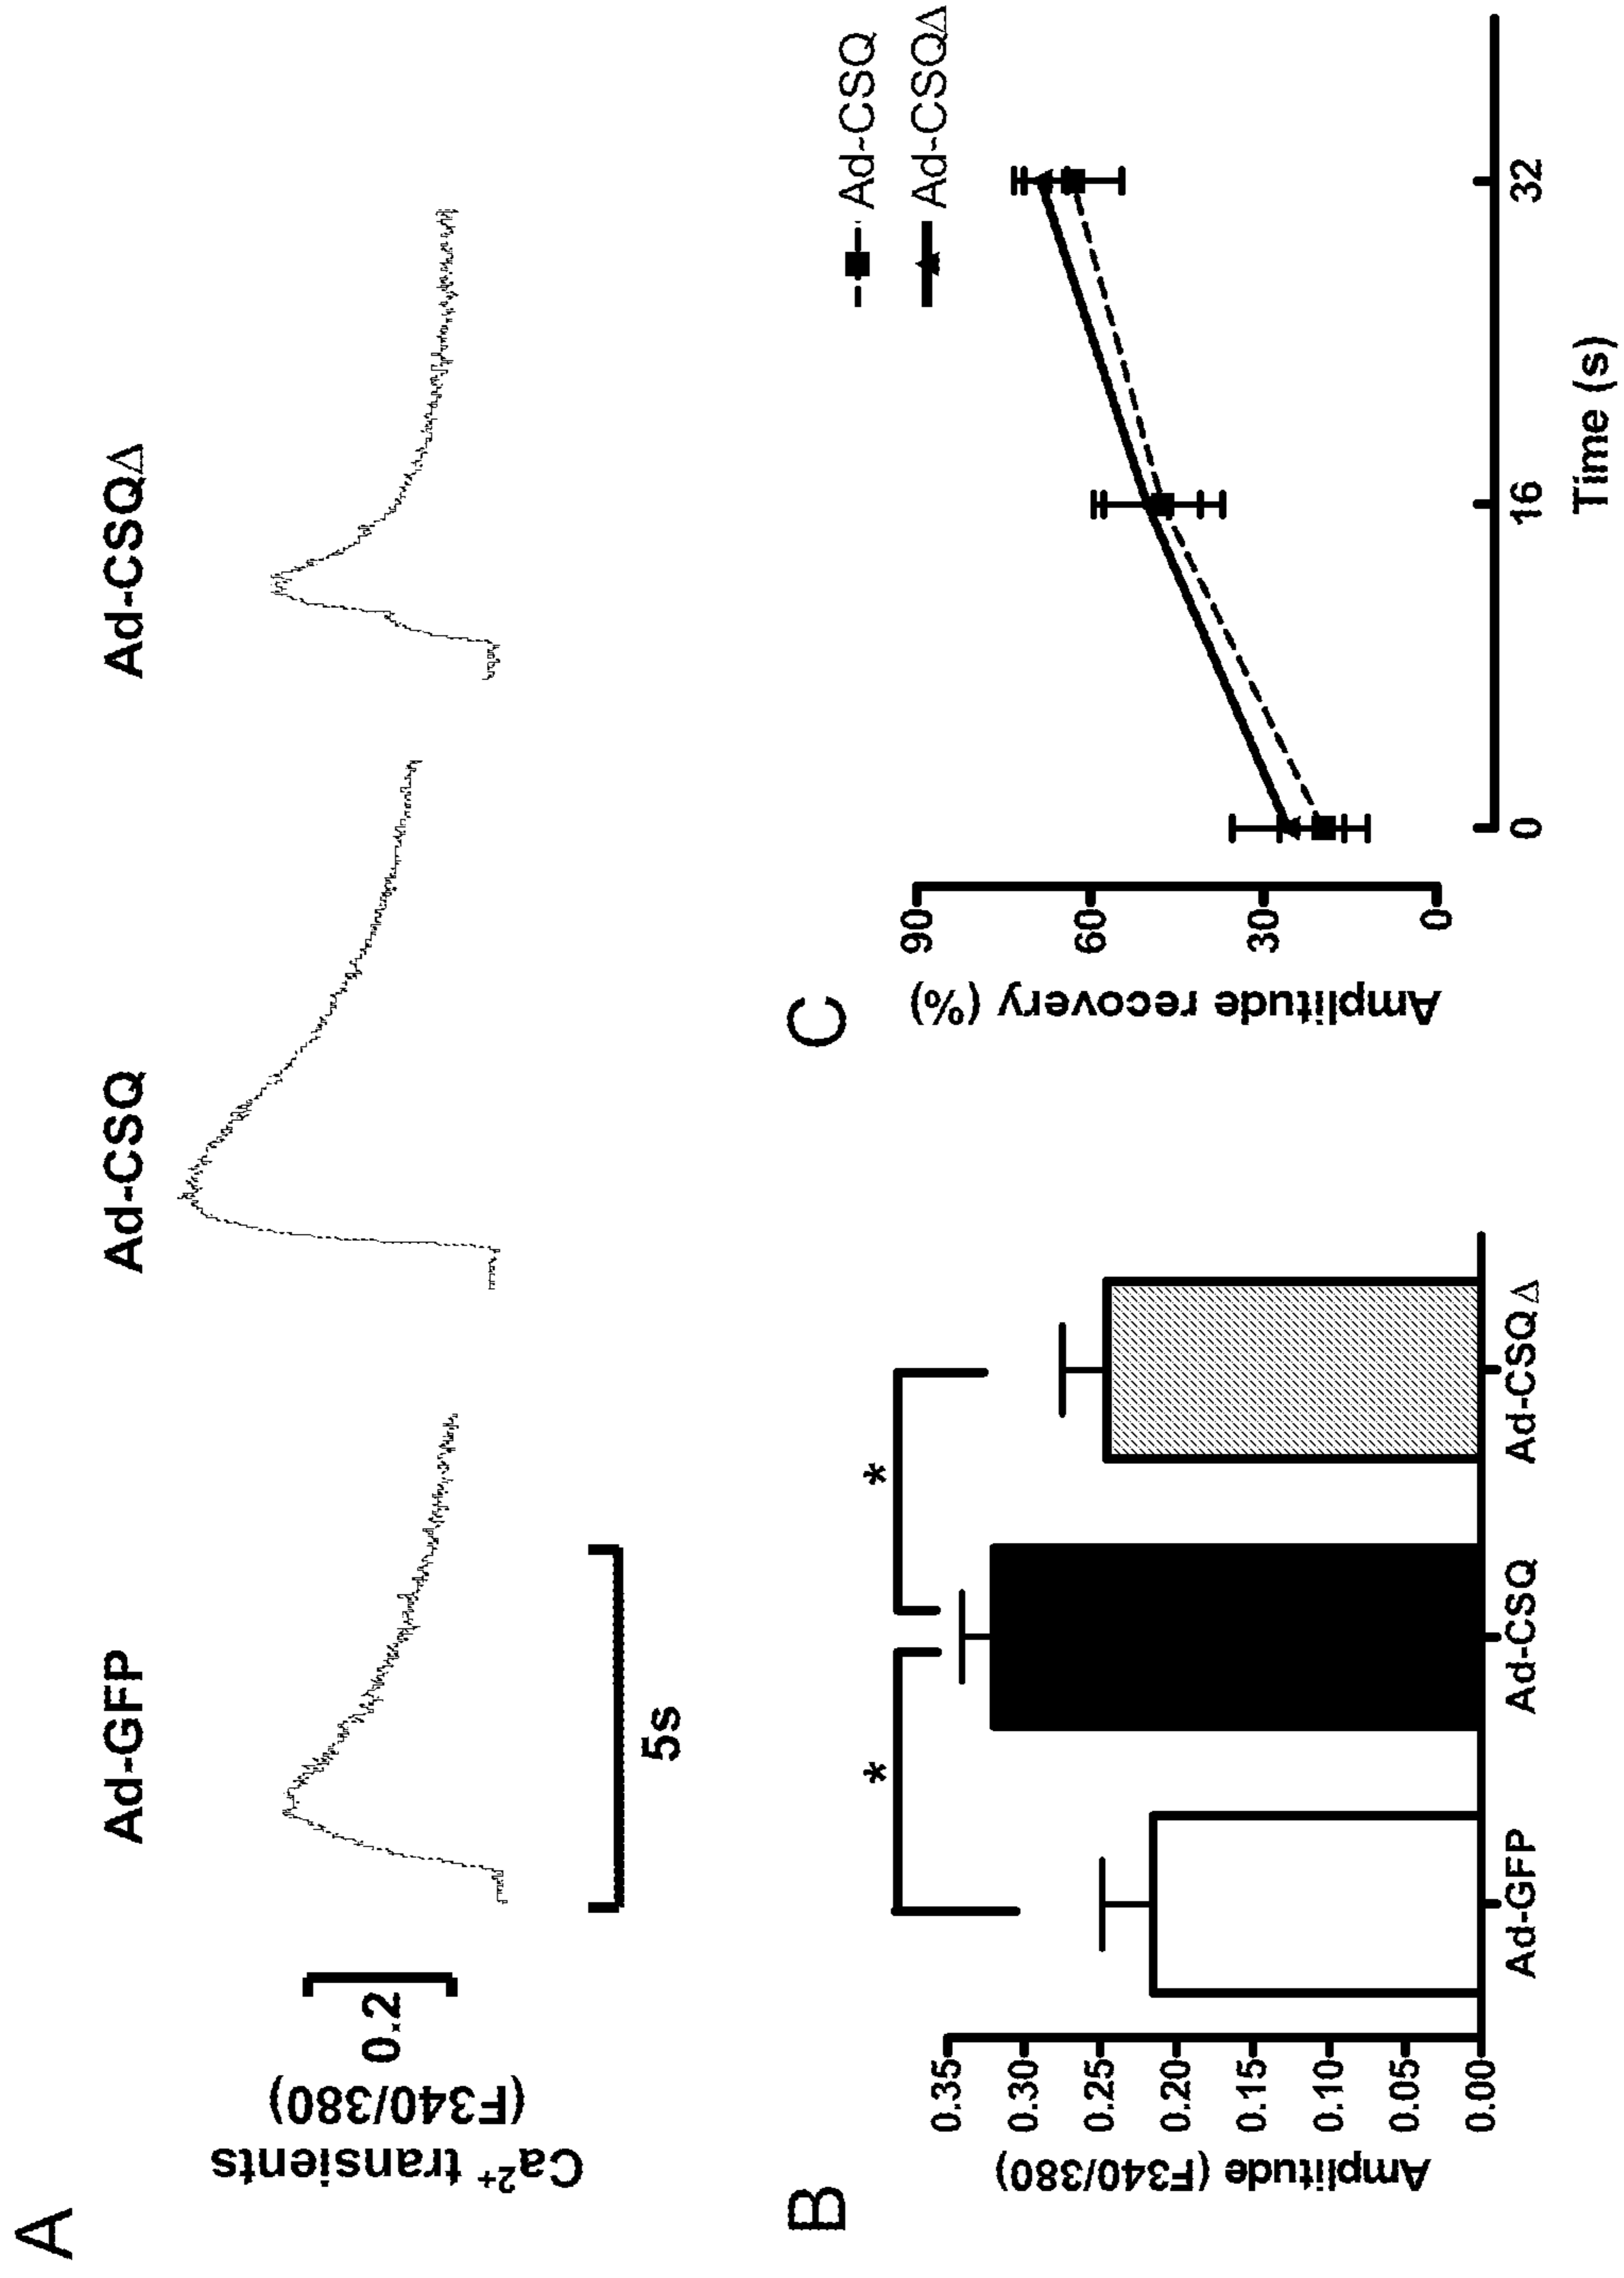 A
Ad-GFP
Ad-CSQ
Ad-CSQΔ
Ca²⁺ transients
(F340/380)
0.2
5s
B
Amplitude (F340/380)
0.35
0.30
0.25
0.20
0.15
0.10
0.05
0.00
*
*
Ad-GFP
Ad-CSQ
Ad-CSQΔ
C
Amplitude recovery (%)
90
60
30
0
0
16
32
Time (s)
Ad-CSQ
Ad-CSQΔ